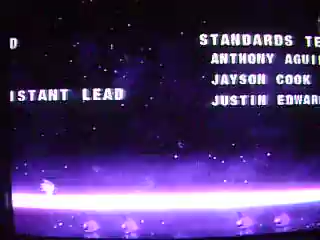 D
STANDARDS TE
ANTHONY AGUI
JAYSON COOK
ISTANT LEAD
JUSTIN EDWAR